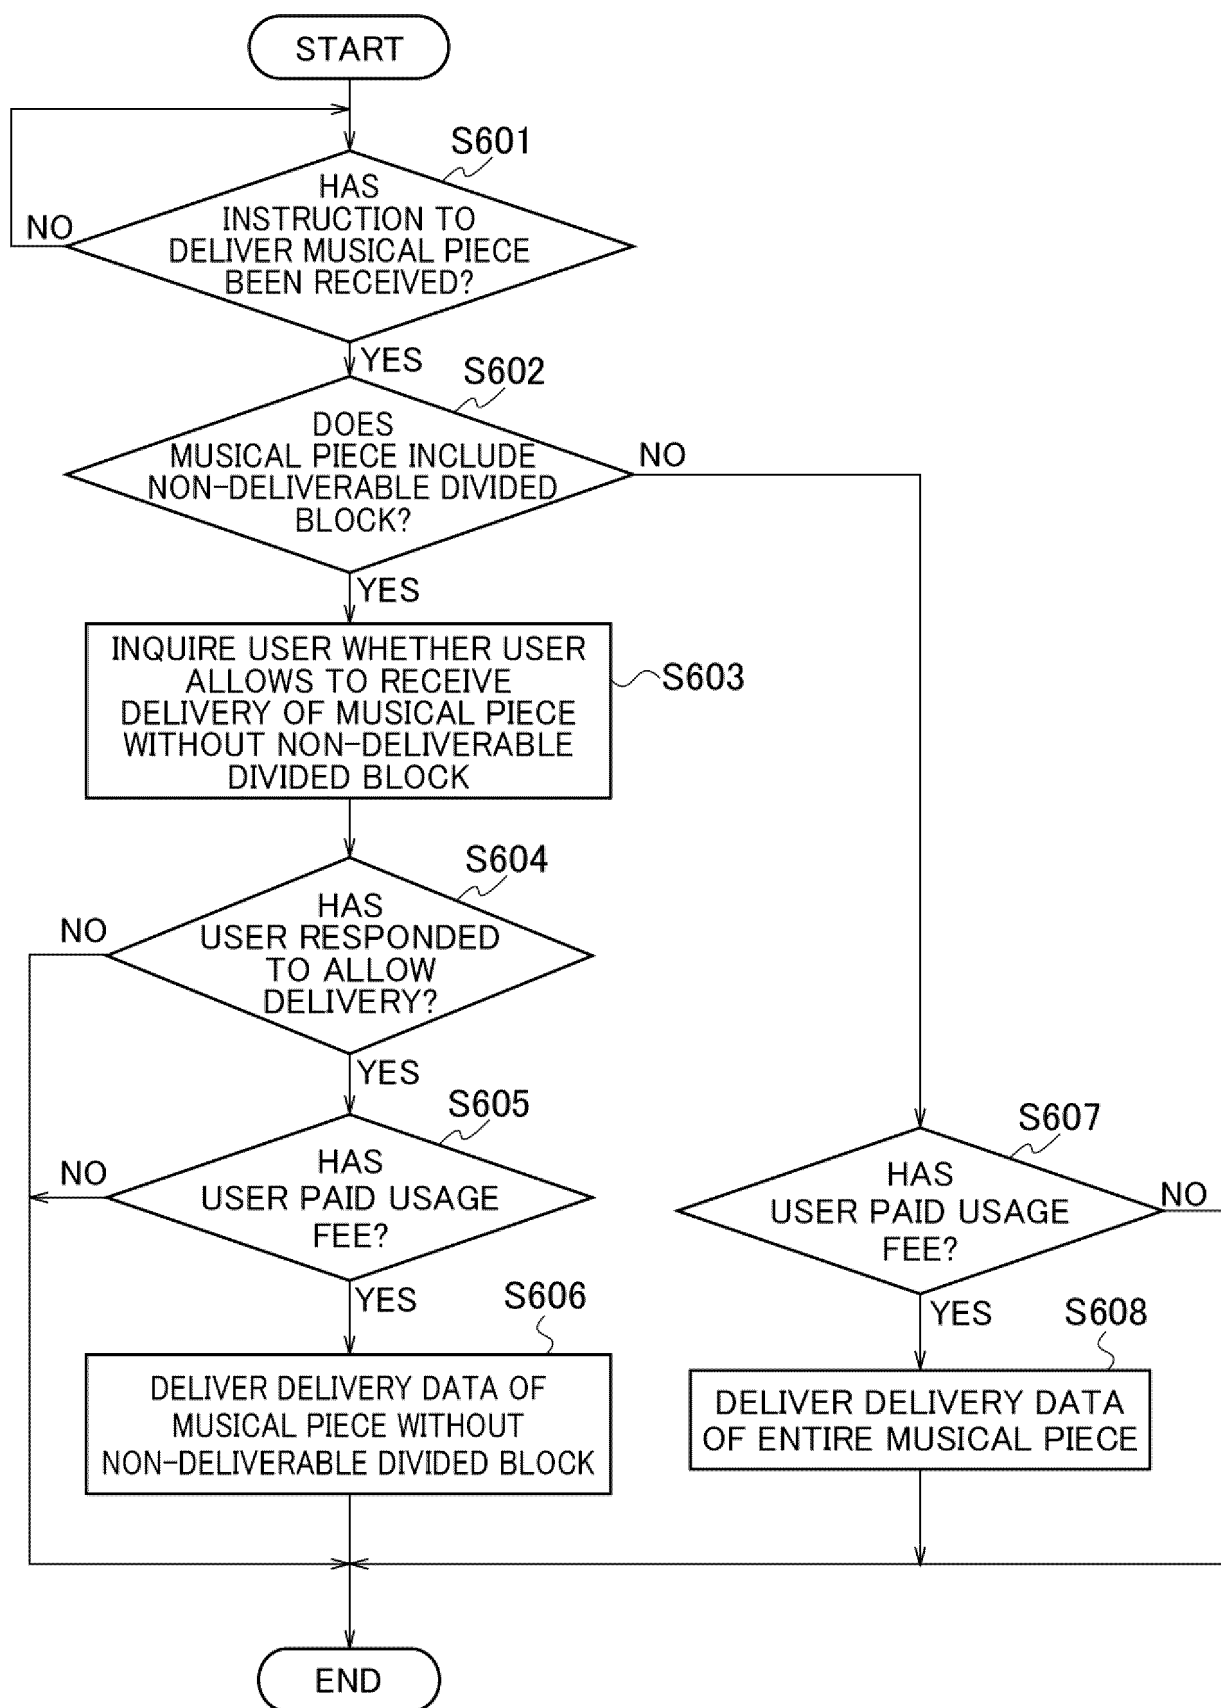 START
S601
HAS
INSTRUCTION TO
DELIVER MUSICAL PIECE
BEEN RECEIVED?
NO
YES
S602
DOES
MUSICAL PIECE INCLUDE
NON-DELIVERABLE DIVIDED
BLOCK?
NO
YES
INQUIRE USER WHETHER USER
ALLOWS TO RECEIVE
DELIVERY OF MUSICAL PIECE
WITHOUT NON-DELIVERABLE
DIVIDED BLOCK
S603
S604
HAS
USER RESPONDED
TO ALLOW
DELIVERY?
NO
YES
S605
HAS
USER PAID USAGE
FEE?
NO
YES
S606
DELIVER DELIVERY DATA OF
MUSICAL PIECE WITHOUT
NON-DELIVERABLE DIVIDED BLOCK
S607
HAS
USER PAID USAGE
FEE?
NO
YES
S608
DELIVER DELIVERY DATA
OF ENTIRE MUSICAL PIECE
END